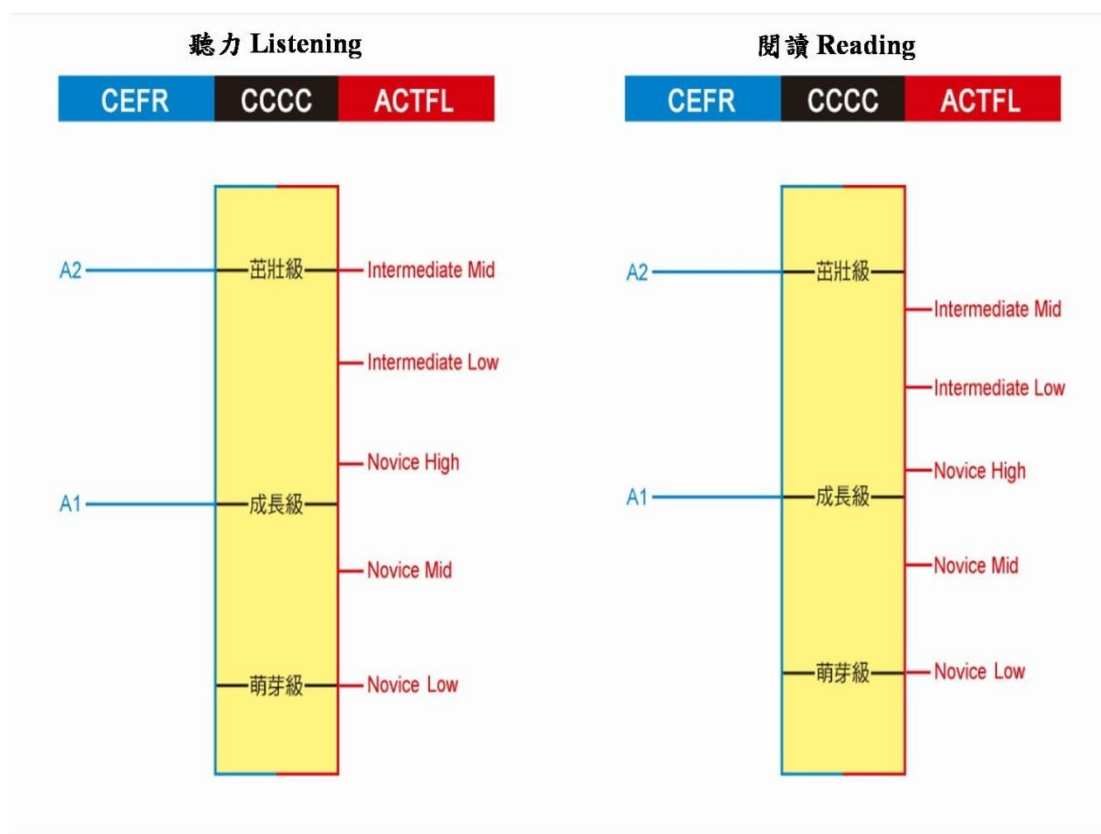 聽力 Listening
CEFR CCCC ACTFL
A2 茁壯級 Intermediate Mid
Intermediate Low
Novice High
A1 成長級
Novice Mid
萌芽級 Novice Low
閱讀 Reading
CEFR CCCC ACTFL
A2 茁壯級
Intermediate Mid
Intermediate Low
Novice High
A1 成長級
Novice Mid
萌芽級 Novice Low